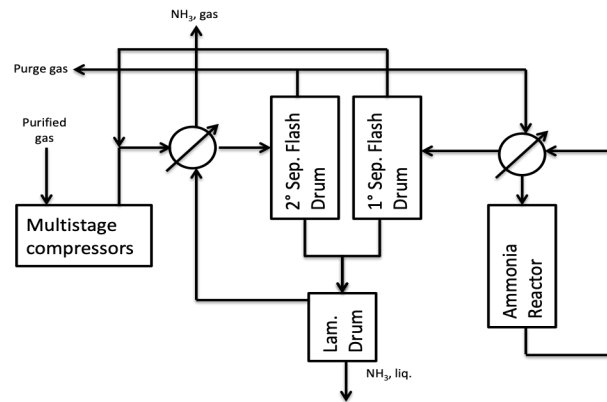 NH₃, gas
Purge gas
Purified
gas
Multistage
compressors
2° Sep. Flash
Drum
1° Sep. Flash
Drum
Ammonia
Reactor
Lam.
Drum
NH₃, liq.